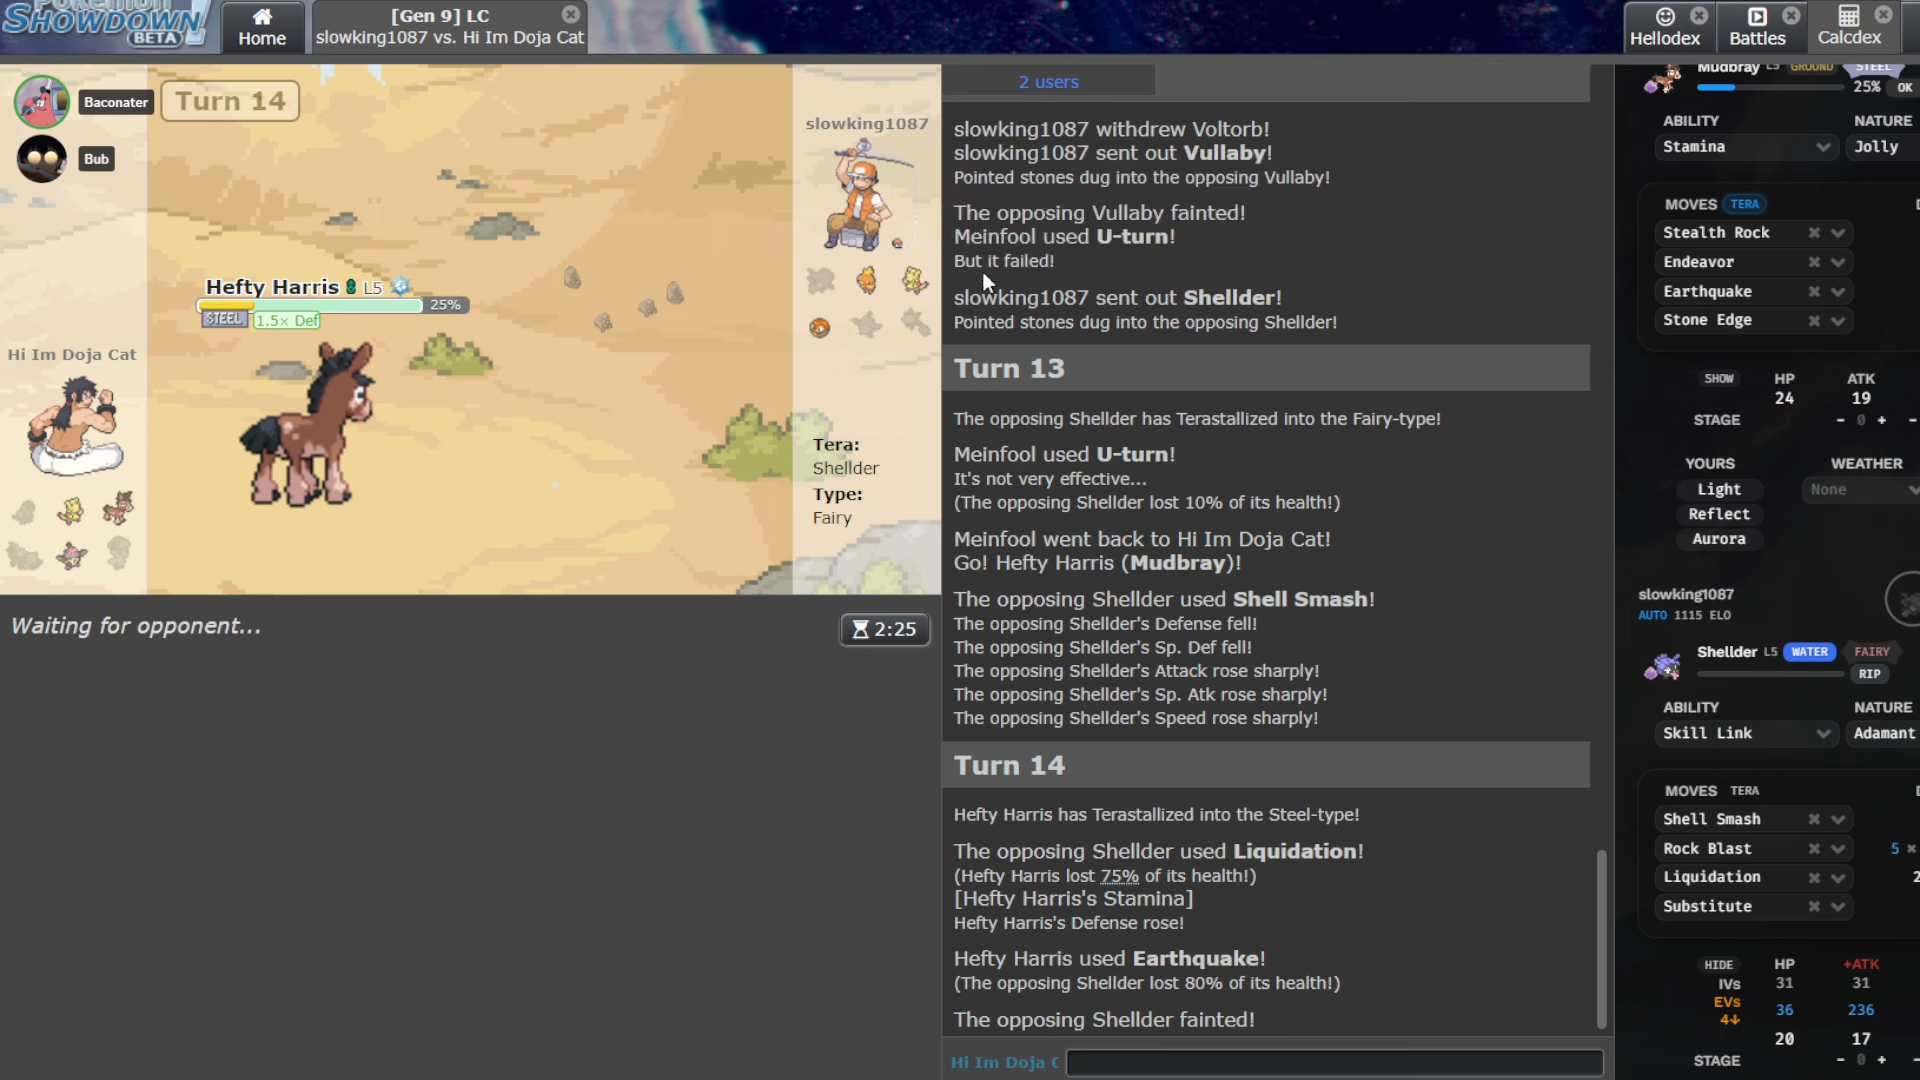 Pokémon
SHOWDOWN!
BETA
Home
[Gen 9] LC
slowking1087 vs. Hi Im Doja Cat
Hellodex
Battles
Calcdex
Baconater
Bub
Turn 14
slowking1087
Hefty Harris L5
25%
STEEL
1.5× Def
Hi Im Doja Cat
Tera:
Shellder
Type:
Fairy
Waiting for opponent...
2:25
2 users
slowking1087 withdrew Voltorb!
slowking1087 sent out Vullaby!
Pointed stones dug into the opposing Vullaby!
The opposing Vullaby fainted!
Meinfool used U-turn!
But it failed!
slowking1087 sent out Shellder!
Pointed stones dug into the opposing Shellder!
Turn 13
The opposing Shellder has Terastallized into the Fairy-type!
Meinfool used U-turn!
It's not very effective...
(The opposing Shellder lost 10% of its health!)
Meinfool went back to Hi Im Doja Cat!
Go! Hefty Harris (Mudbray)!
The opposing Shellder used Shell Smash!
The opposing Shellder's Defense fell!
The opposing Shellder's Sp. Def fell!
The opposing Shellder's Attack rose sharply!
The opposing Shellder's Sp. Atk rose sharply!
The opposing Shellder's Speed rose sharply!
Turn 14
Hefty Harris has Terastallized into the Steel-type!
The opposing Shellder used Liquidation!
(Hefty Harris lost 75% of its health!)
[Hefty Harris's Stamina]
Hefty Harris's Defense rose!
Hefty Harris used Earthquake!
(The opposing Shellder lost 80% of its health!)
The opposing Shellder fainted!
Hi Im Doja C
Mudbray L5 GROUND STEEL
25% OK
ABILITY NATURE
Stamina Jolly
MOVES TERA
Stealth Rock
Endeavor
Earthquake
Stone Edge
SHOW HP ATK
24 19
STAGE - 0 + -
YOURS WEATHER
Light None
Reflect
Aurora
slowking1087
AUTO 1115 ELO
Shellder L5 WATER FAIRY
RIP
ABILITY NATURE
Skill Link Adamant
MOVES TERA
Shell Smash
Rock Blast 5 ×
Liquidation 2
Substitute
HIDE HP +ATK
IVs 31 31
EVs 36 236
4↓
20 17
STAGE - 0 +